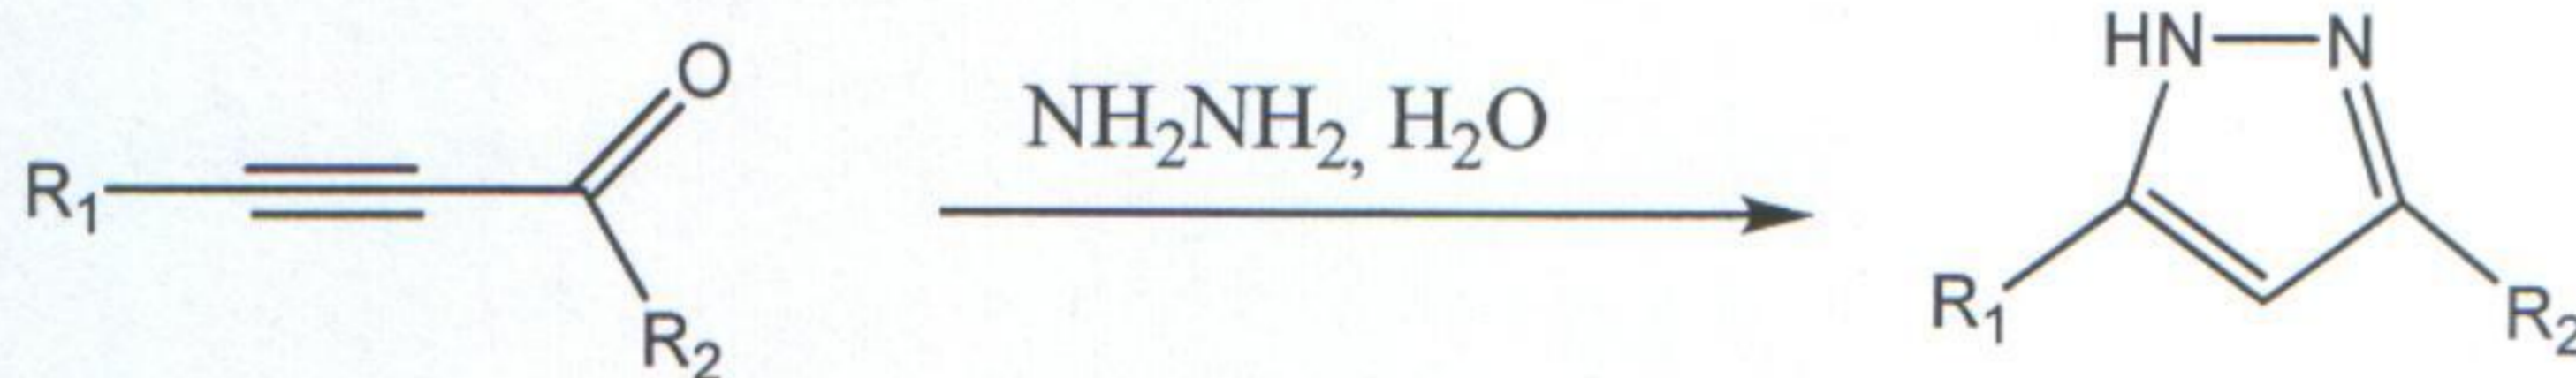 R₁
O
R₂
NH₂NH₂, H₂O
HN
N
R₁
R₂